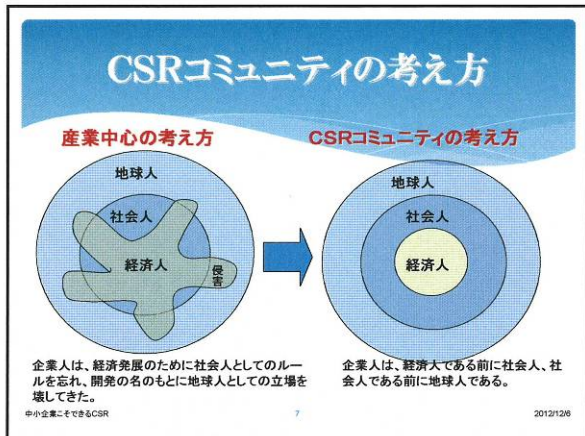 CSRコミュニティの考え方
産業中心の考え方
地球人
社会人
経済人
侵害
企業人は、経済発展のために社会人としてのルー
ルを忘れ、開発の名のもとに地球人としての立場を
壊してきた。
CSRコミュニティの考え方
地球人
社会人
経済人
企業人は、経済人である前に社会人、社
会人である前に地球人である。
中小企業こそできるCSR
7
2012/12/6